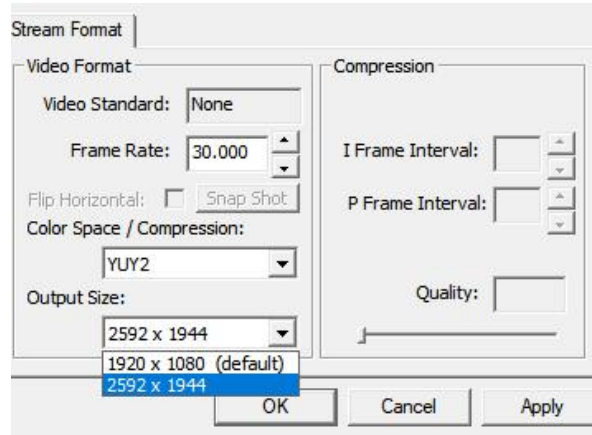 Stream Format
Video Format
Video Standard: None
Frame Rate: 30.000
Flip Horizontal: Snap Shot
Color Space / Compression:
YUY2
Output Size:
2592 x 1944
1920 x 1080 (default)
2592 x 1944
Compression
I Frame Interval:
P Frame Interval:
Quality:
OK Cancel Apply